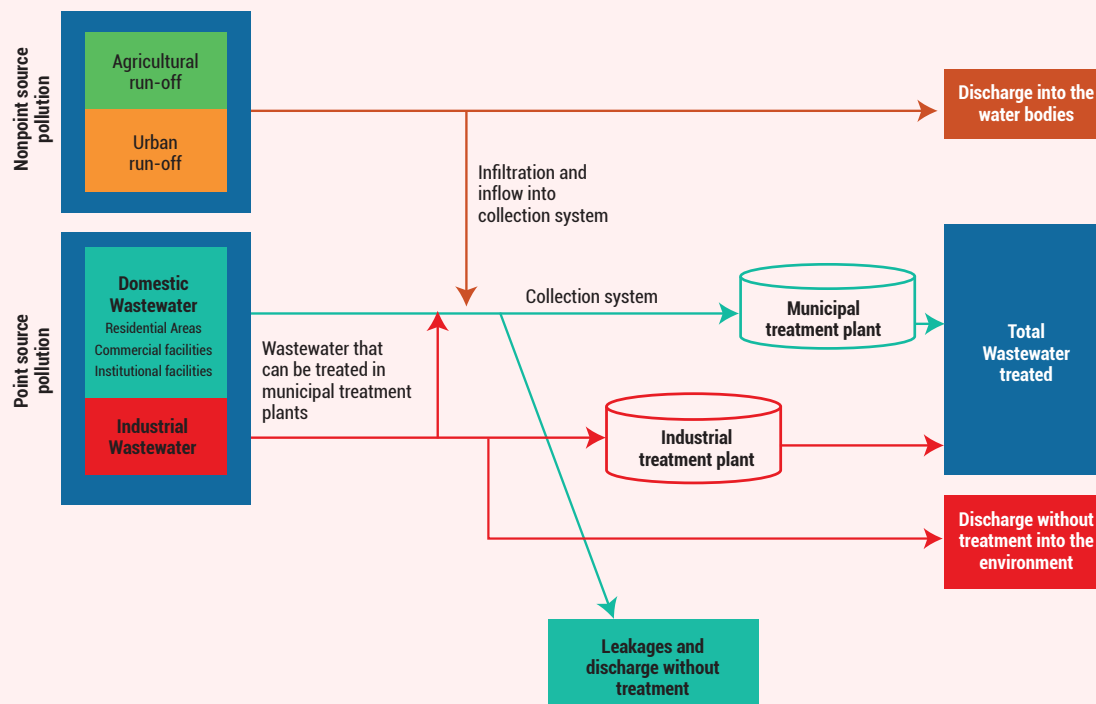 Nonpoint source
pollution
Agricultural
run-off
Urban
run-off
Discharge into the
water bodies
Infiltration and
inflow into
collection system
Point source
pollution
Domestic
Wastewater
Residential Areas
Commercial facilities
Institutional facilities
Industrial
Wastewater
Wastewater that
can be treated in
municipal treatment
plants
Collection system
Municipal
treatment plant
Industrial
treatment plant
Total
Wastewater
treated
Discharge without
treatment into the
environment
Leakages and
discharge without
treatment